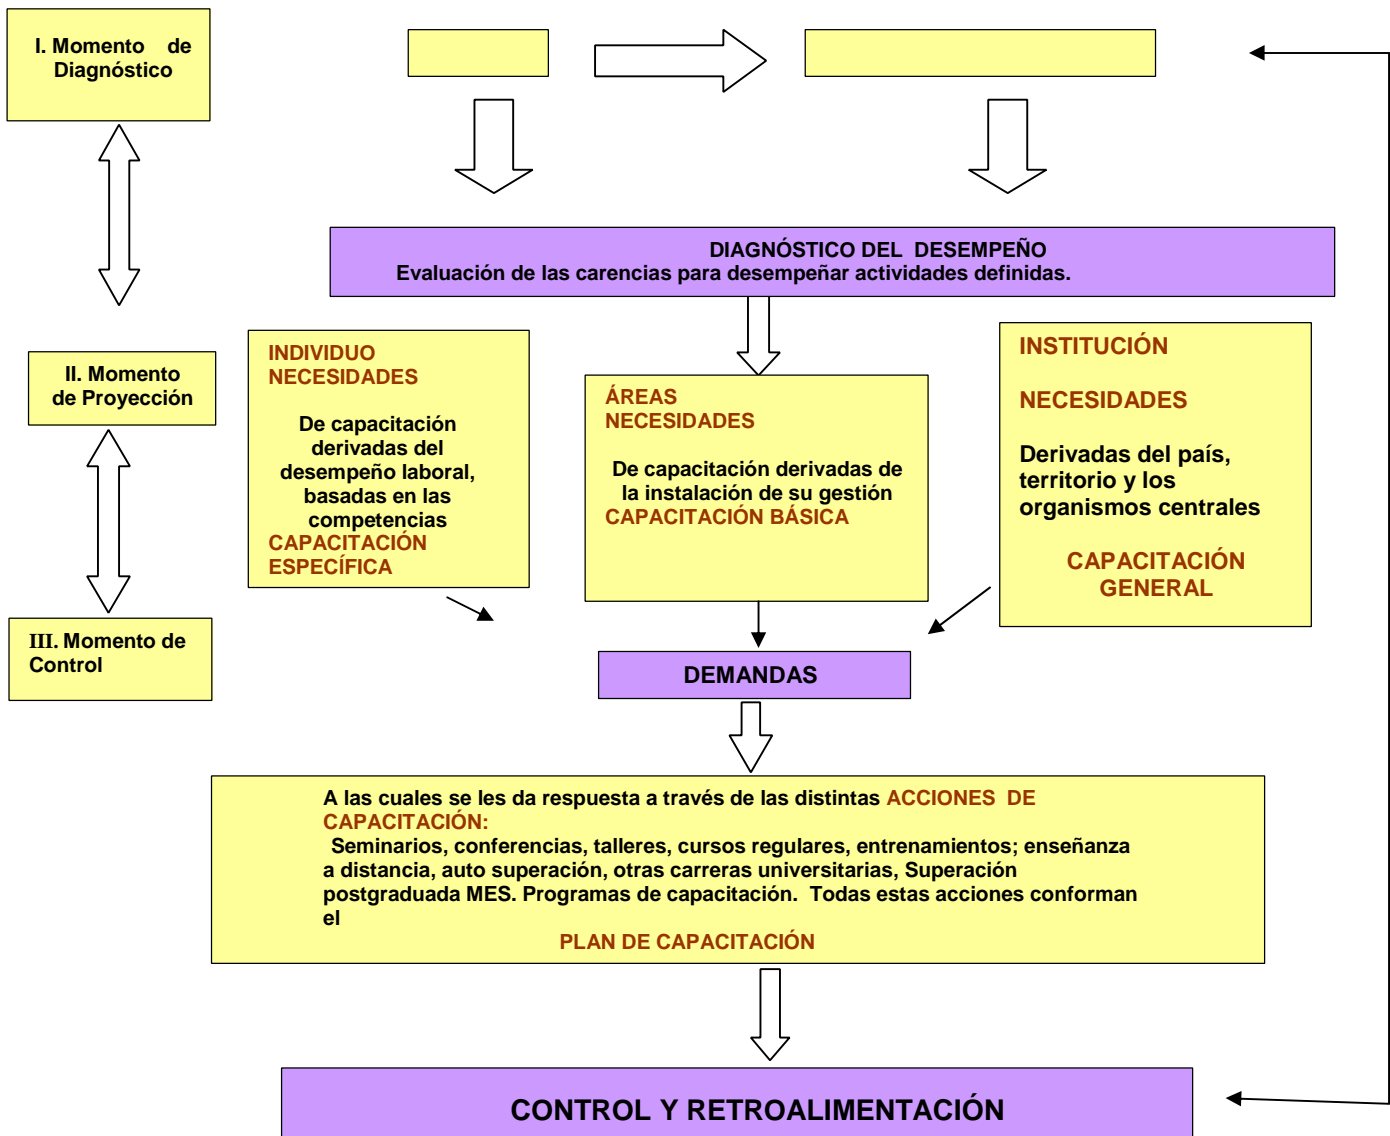 I. Momento de
Diagnóstico
DIAGNÓSTICO DEL DESEMPEÑO
Evaluación de las carencias para desempeñar actividades definidas.
II. Momento
de Proyección
INDIVIDUO
NECESIDADES
De capacitación
derivadas del
desempeño laboral,
basadas en las
competencias
CAPACITACIÓN
ESPECÍFICA
ÁREAS
NECESIDADES
De capacitación derivadas de
la instalación de su gestión
CAPACITACIÓN BÁSICA
INSTITUCIÓN
NECESIDADES
Derivadas del país,
territorio y los
organismos centrales
CAPACITACIÓN
GENERAL
III. Momento de
Control
DEMANDAS
A las cuales se les da respuesta a través de las distintas ACCIONES DE
CAPACITACIÓN:
Seminarios, conferencias, talleres, cursos regulares, entrenamientos; enseñanza
a distancia, auto superación, otras carreras universitarias, Superación
postgraduada MES. Programas de capacitación. Todas estas acciones conforman
el
PLAN DE CAPACITACIÓN
CONTROL Y RETROALIMENTACIÓN